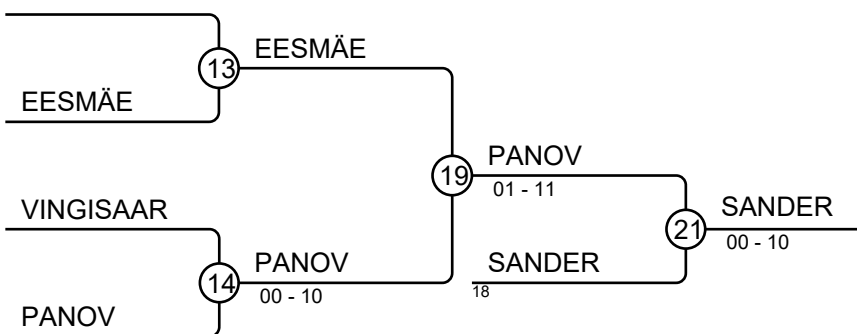 EESMÄE
13
EESMÄE
PANOV
19
01 - 11
VINGISAAR
SANDER
21
00 - 10
PANOV
14
00 - 10
SANDER
18
PANOV